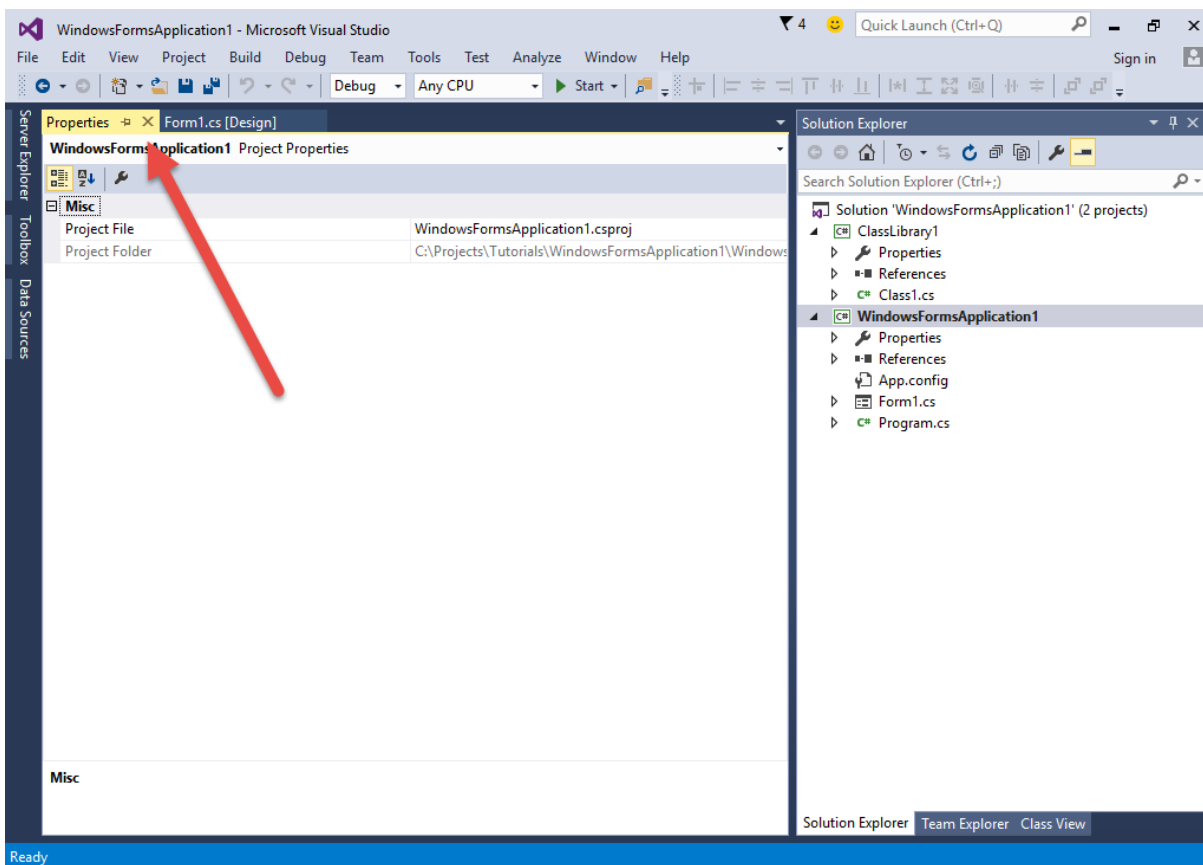 WindowsFormsApplication1 - Microsoft Visual Studio
4
Quick Launch (Ctrl+Q)
File Edit View Project Build Debug Team Tools Test Analyze Window Help
Sign in
Debug
Any CPU
Start
Server Explorer
Toolbox
Data Sources
Properties
Form1.cs [Design]
WindowsFormsApplication1 Project Properties
Misc
Project File WindowsFormsApplication1.csproj
Project Folder C:\Projects\Tutorials\WindowsFormsApplication1\Windows
Misc
Solution Explorer
Search Solution Explorer (Ctrl+;)
Solution 'WindowsFormsApplication1' (2 projects)
C# ClassLibrary1
Properties
References
C# Class1.cs
C# WindowsFormsApplication1
Properties
References
App.config
Form1.cs
C# Program.cs
Solution Explorer Team Explorer Class View
Ready